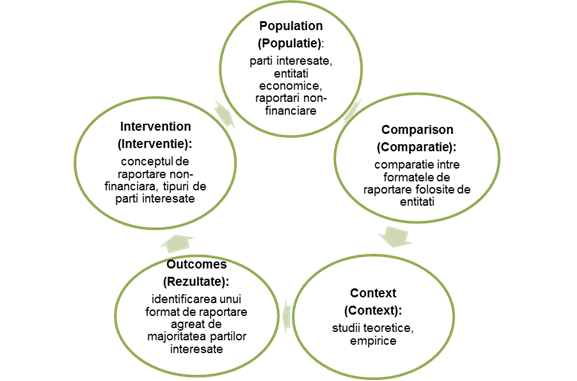 Population
(Populatie):
parti interesate,
entitati
economice,
raportari non-
financiare
Comparison
(Comparatie):
comparatie intre
formatele de
raportare folosite de
entitati
Context
(Context):
studii teoretice,
empirice
Outcomes
(Rezultate):
identificarea unui
format de raportare
agreat de
majoritatea partilor
interesate
Intervention
(Interventie):
conceptul de
raportare non-
financiara, tipuri de
parti interesate